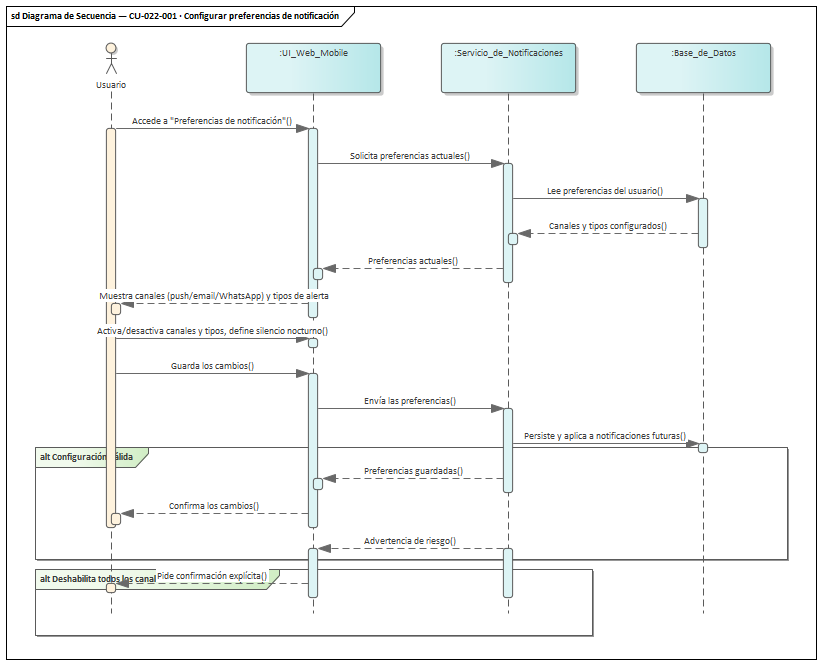 sd Diagrama de Secuencia — CU-022-001 · Configurar preferencias de notificación
:UI_Web_Mobile
:Servicio_de_Notificaciones
:Base_de_Datos
Usuario
Accede a "Preferencias de notificación"()
Solicita preferencias actuales()
Lee preferencias del usuario()
Canales y tipos configurados()
Preferencias actuales()
Muestra canales (push/email/WhatsApp) y tipos de alerta
Activa/desactiva canales y tipos, define silencio nocturno()
Guarda los cambios()
Envía las preferencias()
Persiste y aplica a notificaciones futuras()
alt Configuración álida
Preferencias guardadas()
Confirma los cambios()
Advertencia de riesgo()
alt Deshabilita todos los canal
Pide confirmación explícita()